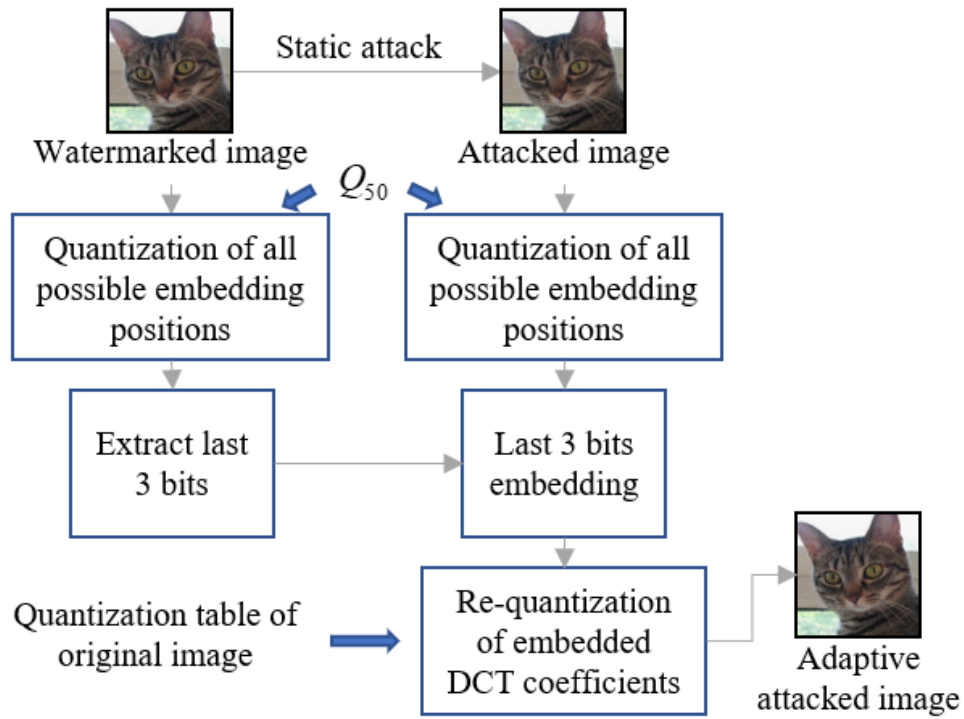 Static attack
Watermarked image
Attacked image
Q50
Quantization of all
possible embedding
positions
Quantization of all
possible embedding
positions
Extract last
3 bits
Last 3 bits
embedding
Quantization table of
original image
Re-quantization
of embedded
DCT coefficients
Adaptive
attacked image